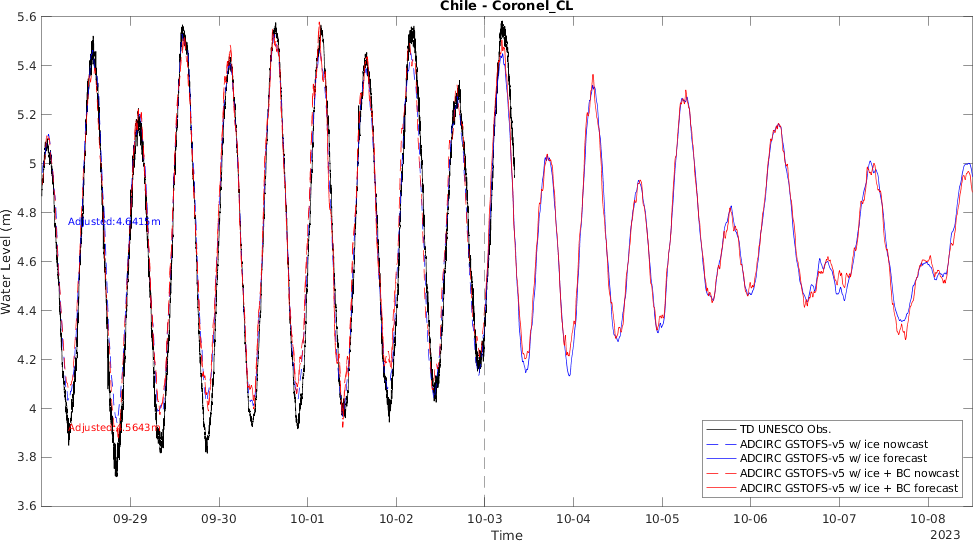 Chile - Coronel_CL
5.6
5.4
5.2
5
4.8
4.6
4.4
4.2
4
3.8
3.6
Water Level (m)
Adjusted:4.6415m
Adjusted:4.5643m
TD UNESCO Obs.
ADCIRC GSTOFS-v5 w/ ice nowcast
ADCIRC GSTOFS-v5 w/ ice forecast
ADCIRC GSTOFS-v5 w/ ice + BC nowcast
ADCIRC GSTOFS-v5 w/ ice + BC forecast
09-29 09-30 10-01 10-02 10-03 10-04 10-05 10-06 10-07 10-08
Time
2023